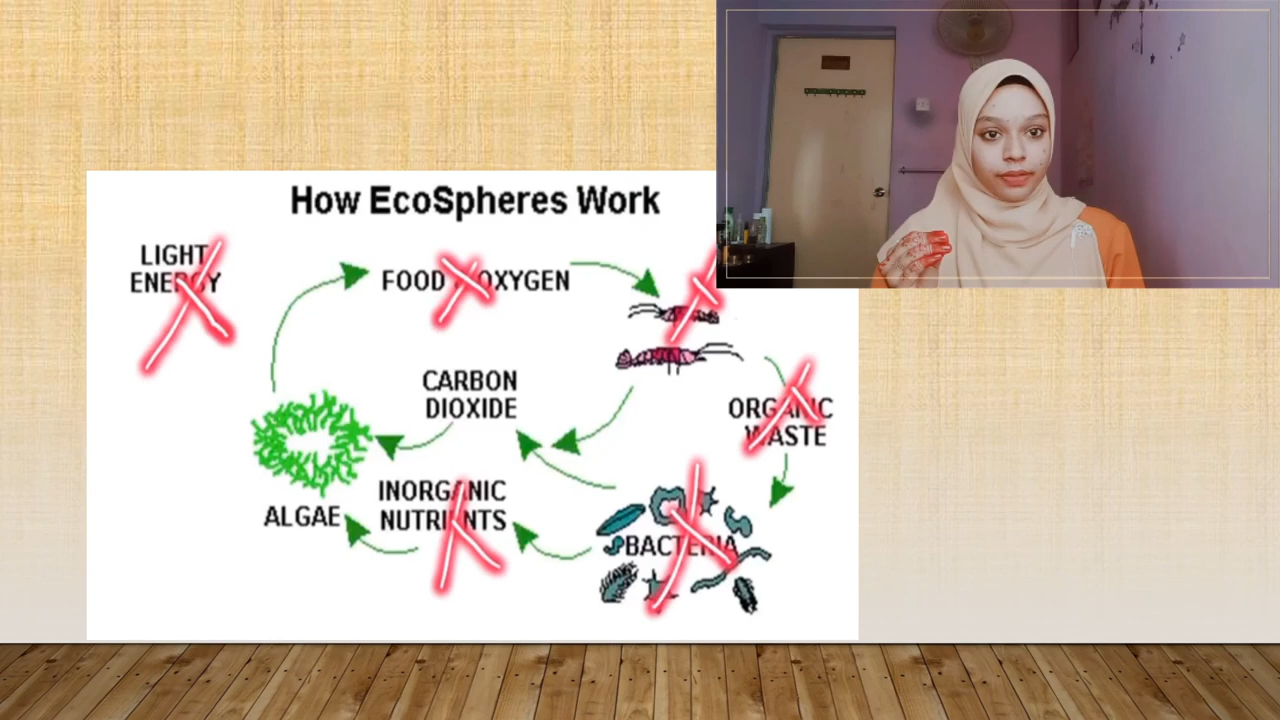 How EcoSpheres Work
LIGHT
ENERGY
FOOD + OXYGEN
CARBON
DIOXIDE
ORGANIC
WASTE
INORGANIC
NUTRIENTS
ALGAE
BACTERIA